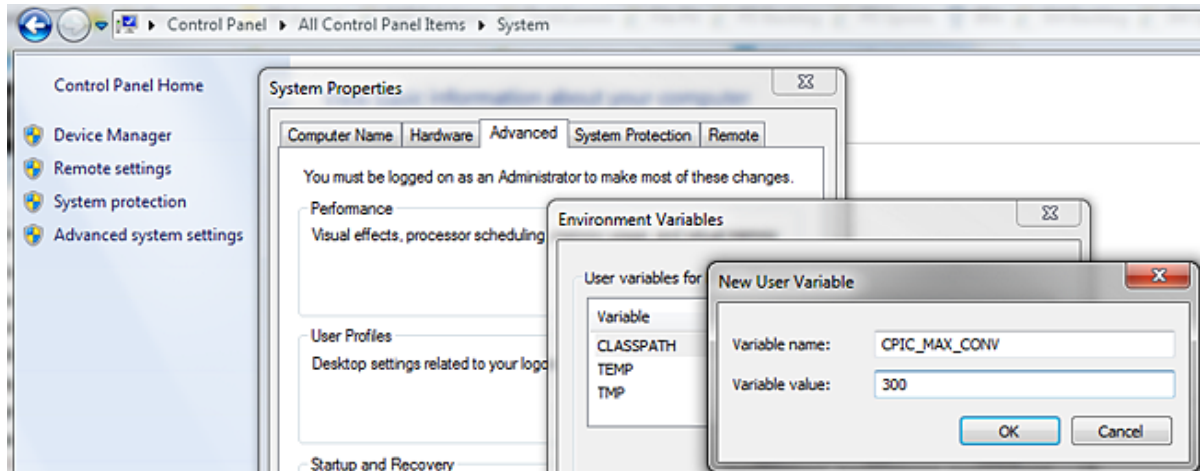 Control Panel ▸ All Control Panel Items ▸ System
Control Panel Home
Device Manager
Remote settings
System protection
Advanced system settings
System Properties
Computer Name Hardware Advanced System Protection Remote
You must be logged on as an Administrator to make most of these changes.
Performance
Visual effects, processor scheduling
User Profiles
Desktop settings related to your logo
Startup and Recovery
Environment Variables
User variables for
Variable
CLASSPATH
TEMP
TMP
New User Variable
Variable name: CPIC_MAX_CONV
Variable value: 300
OK Cancel